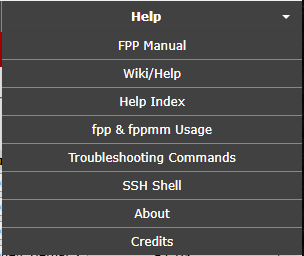 Help
FPP Manual
Wiki/Help
Help Index
fpp & fppmm Usage
Troubleshooting Commands
SSH Shell
About
Credits